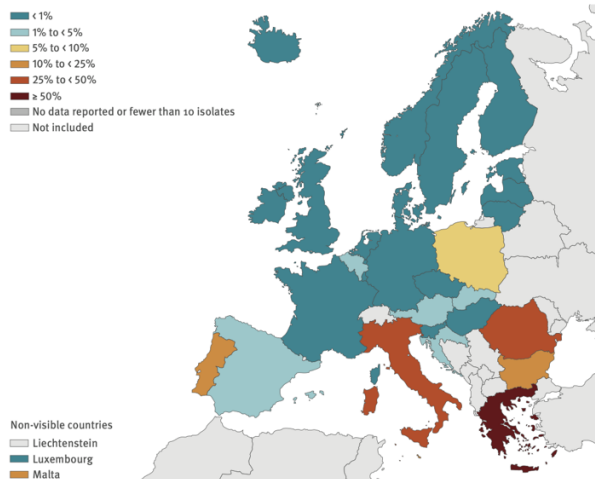 < 1%
1% to < 5%
5% to < 10%
10% to < 25%
25% to < 50%
≥ 50%
No data reported or fewer than 10 isolates
Not included
Non-visible countries
Liechtenstein
Luxembourg
Malta